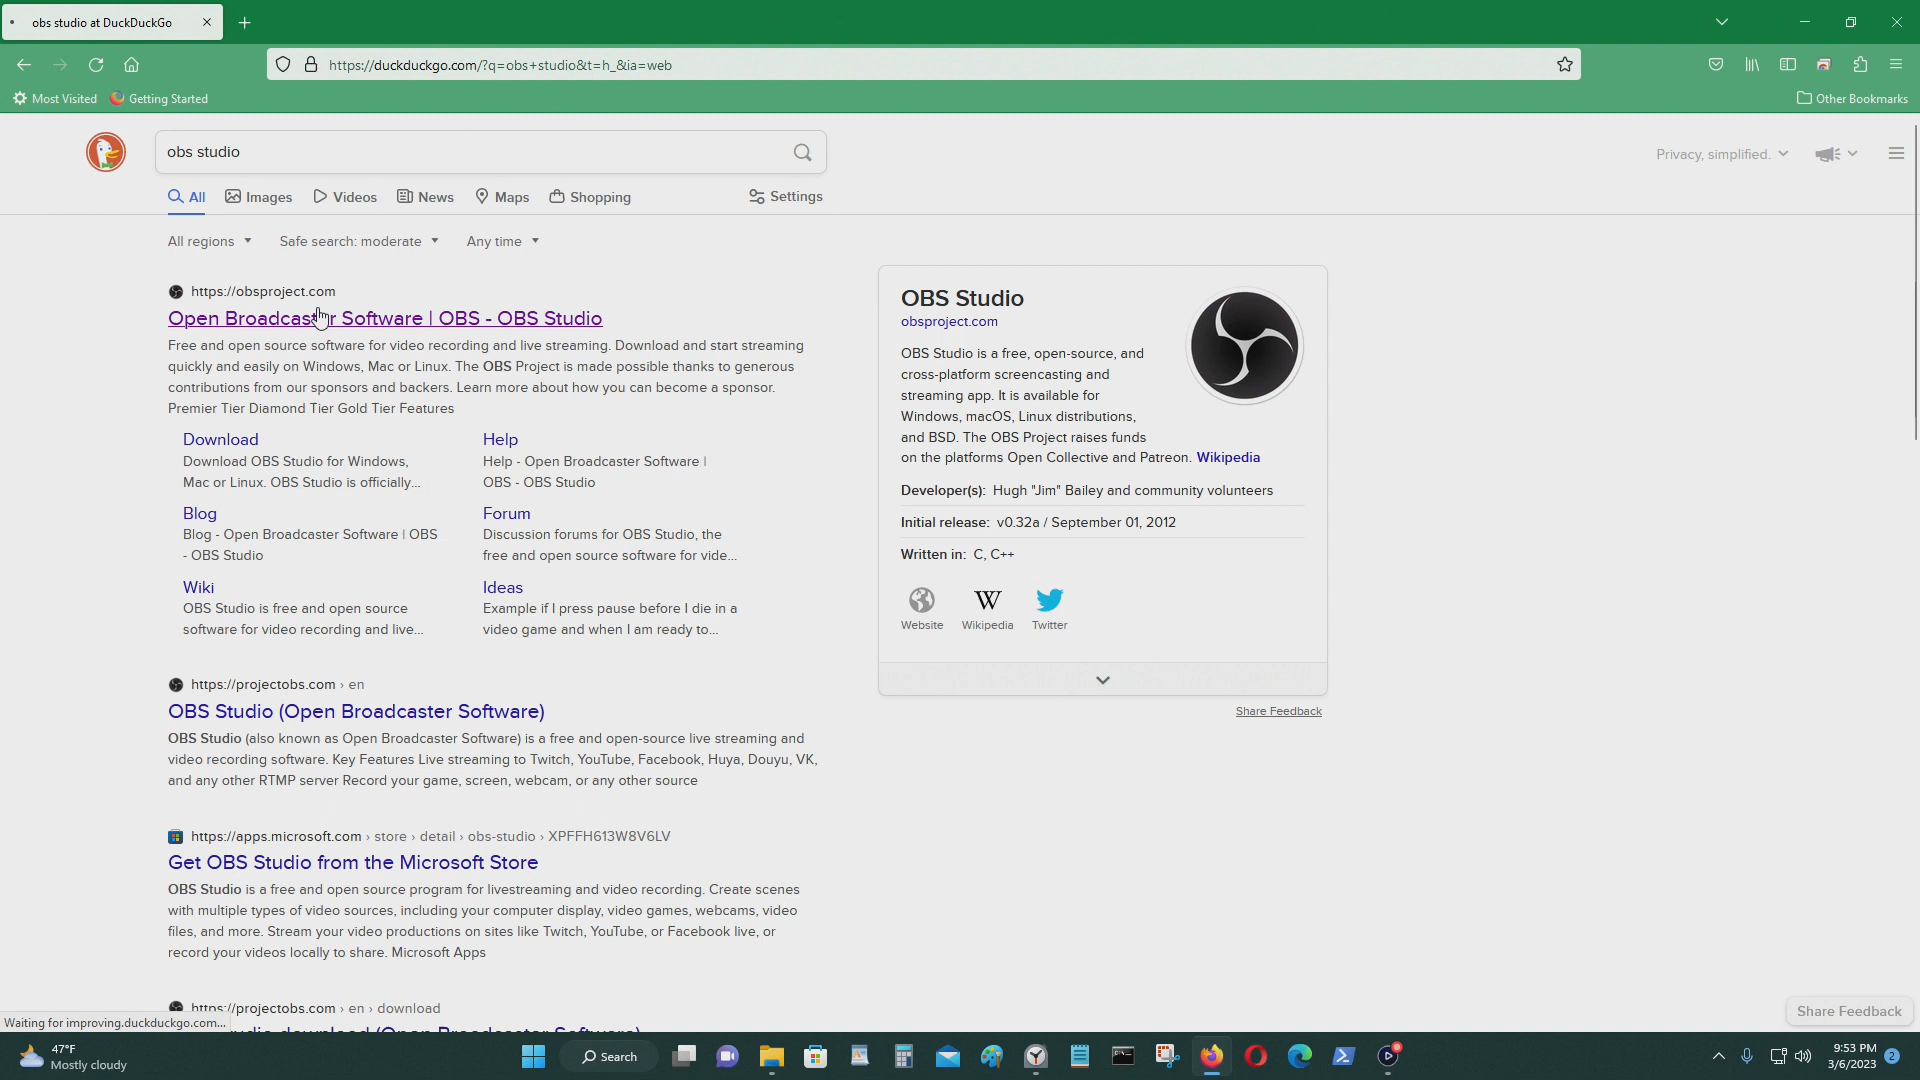 obs studio at DuckDuckGo
https://duckduckgo.com/?q=obs+studio&t=h_&ia=web
Most Visited
Getting Started
Other Bookmarks
obs studio
Privacy, simplified.
All
Images
Videos
News
Maps
Shopping
Settings
All regions
Safe search: moderate
Any time
https://obsproject.com
Open Broadcaster Software | OBS - OBS Studio
Free and open source software for video recording and live streaming. Download and start streaming
quickly and easily on Windows, Mac or Linux. The OBS Project is made possible thanks to generous
contributions from our sponsors and backers. Learn more about how you can become a sponsor.
Premier Tier Diamond Tier Gold Tier Features
Download
Download OBS Studio for Windows,
Mac or Linux. OBS Studio is officially...
Help
Help - Open Broadcaster Software |
OBS - OBS Studio
Blog
Blog - Open Broadcaster Software | OBS
- OBS Studio
Forum
Discussion forums for OBS Studio, the
free and open source software for vide...
Wiki
OBS Studio is free and open source
software for video recording and live...
Ideas
Example if I press pause before I die in a
video game and when I am ready to...
https://projectobs.com › en
OBS Studio (Open Broadcaster Software)
OBS Studio (also known as Open Broadcaster Software) is a free and open-source live streaming and
video recording software. Key Features Live streaming to Twitch, YouTube, Facebook, Huya, Douyu, VK,
and any other RTMP server Record your game, screen, webcam, or any other source
https://apps.microsoft.com › store › detail › obs-studio › XPFFH613W8V6LV
Get OBS Studio from the Microsoft Store
OBS Studio is a free and open source program for livestreaming and video recording. Create scenes
with multiple types of video sources, including your computer display, video games, webcams, video
files, and more. Stream your video productions on sites like Twitch, YouTube, or Facebook live, or
record your videos locally to share. Microsoft Apps
https://projectobs.com › en › download
download (Open Broadcaster Software)
OBS Studio
obsproject.com
OBS Studio is a free, open-source, and
cross-platform screencasting and
streaming app. It is available for
Windows, macOS, Linux distributions,
and BSD. The OBS Project raises funds
on the platforms Open Collective and Patreon. Wikipedia
Developer(s): Hugh "Jim" Bailey and community volunteers
Initial release: v0.32a / September 01, 2012
Written in: C, C++
Website
Wikipedia
Twitter
Share Feedback
Share Feedback
Waiting for improving.duckduckgo.com...
47°F
Mostly cloudy
Search
9:53 PM
3/6/2023
2